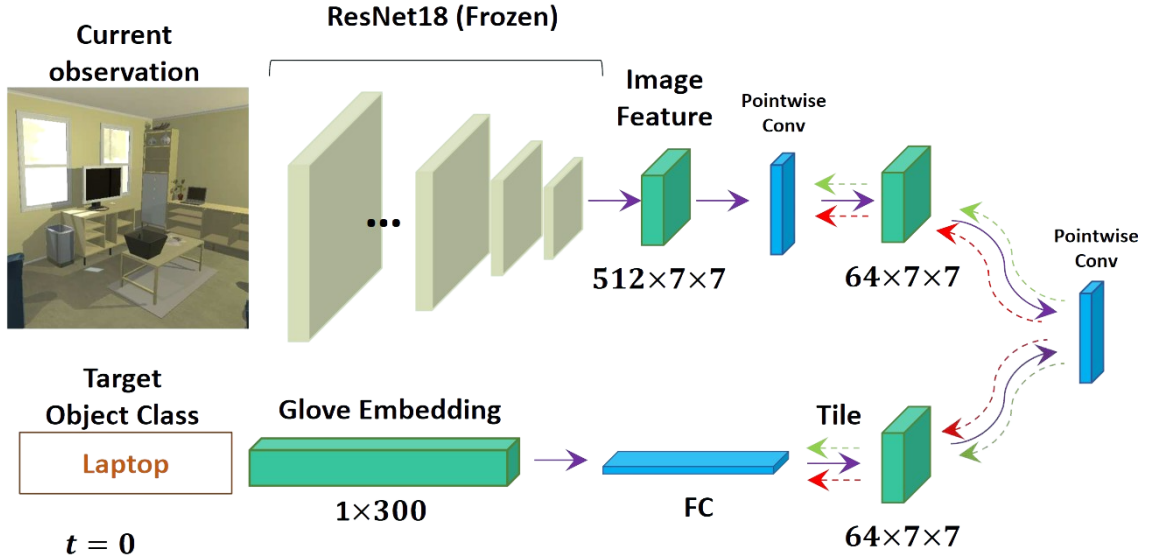 ResNet18 (Frozen)
Current
observation
Image
Feature
Pointwise
Conv
...
512×7×7
64×7×7
Pointwise
Conv
Target
Object Class
Glove Embedding
Tile
Laptop
1×300
FC
64×7×7
t = 0